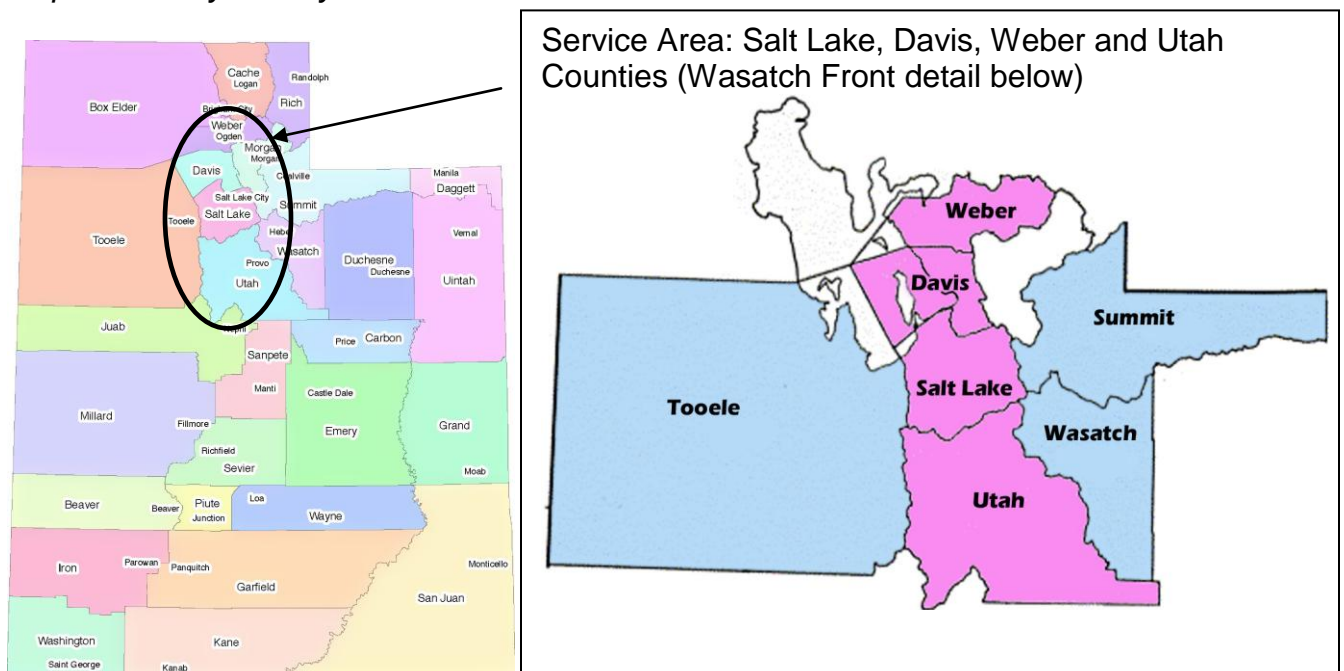 Service Area: Salt Lake, Davis, Weber and Utah
Counties (Wasatch Front detail below)
Cache
Logan
Randolph
Rich
Box Elder
Weber
Ogden
Morgan
Morgan
Davis
Manila
Daggett
Salt Lake City
Summit
Salt Lake
Tooele
Tooele
Wasatch
Vernal
Duchesne
Duchesne
Provo
Utah
Uintah
Juab
Price
Carbon
Sanpete
Manti
Castle Dale
Millard
Fillmore
Emery
Grand
Richfield
Sevier
Moab
Beaver
Beaver
Piute
Junction
Loa
Wayne
Iron
Parowan
Panguitch
Garfield
Monticello
San Juan
Washington
Saint George
Kane
Kanab
Weber
Davis
Summit
Salt Lake
Tooele
Wasatch
Utah